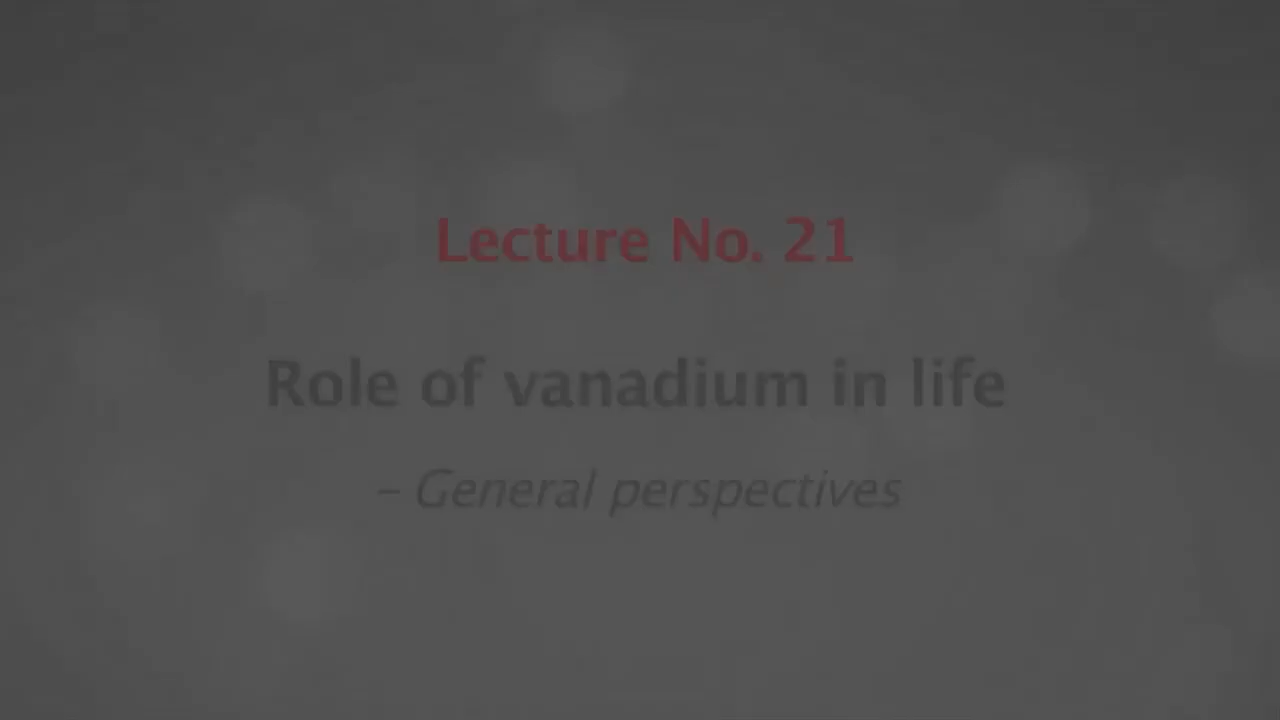 Lecture No. 21
Role of vanadium in life
– General perspectives